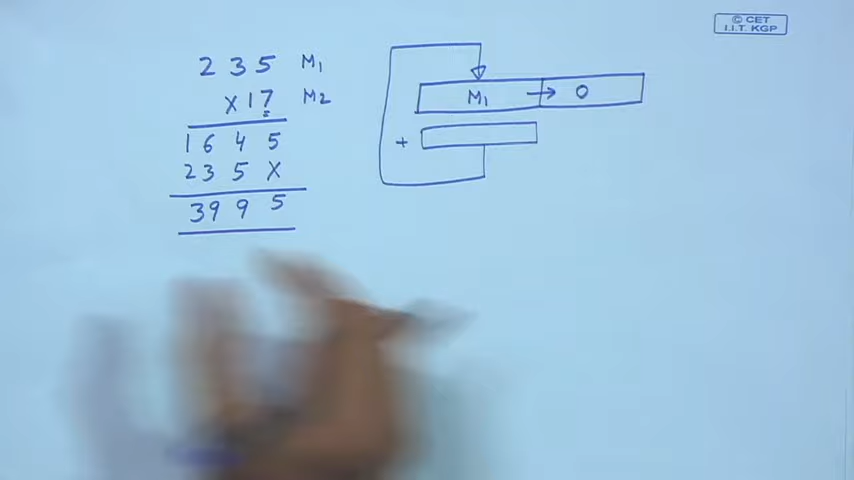 © CET
I.I.T. KGP
2 3 5 M1
X 1 7 M2
1 6 4 5
2 3 5 X
3 9 9 5
M1 → 0
+